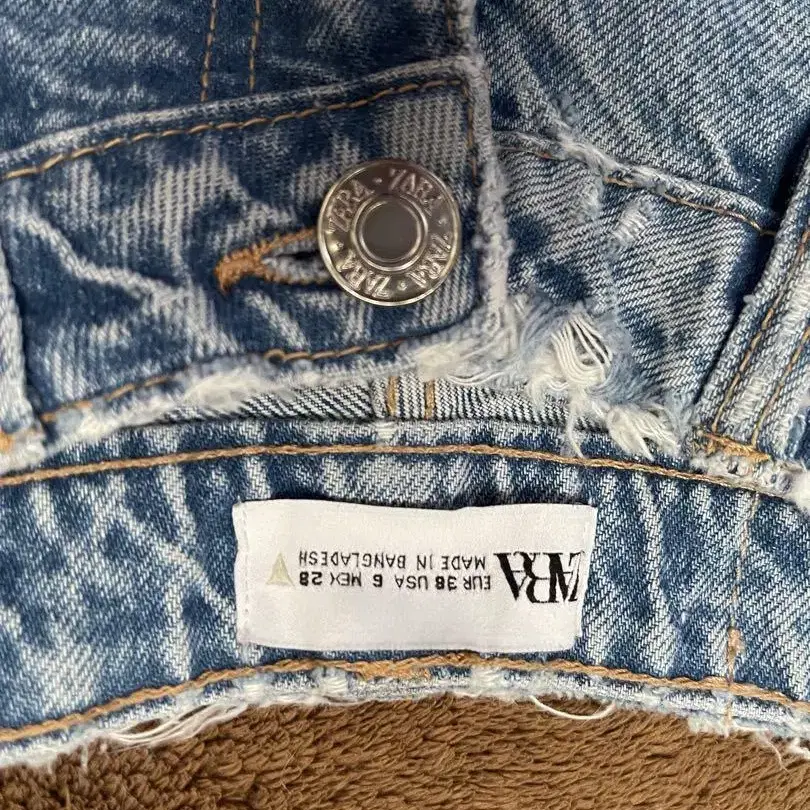 ZARA · ZARA · ZARA · ZARA ·
ZARA
EUR 38 USA 6 MEX 28
MADE IN BANGLADESH